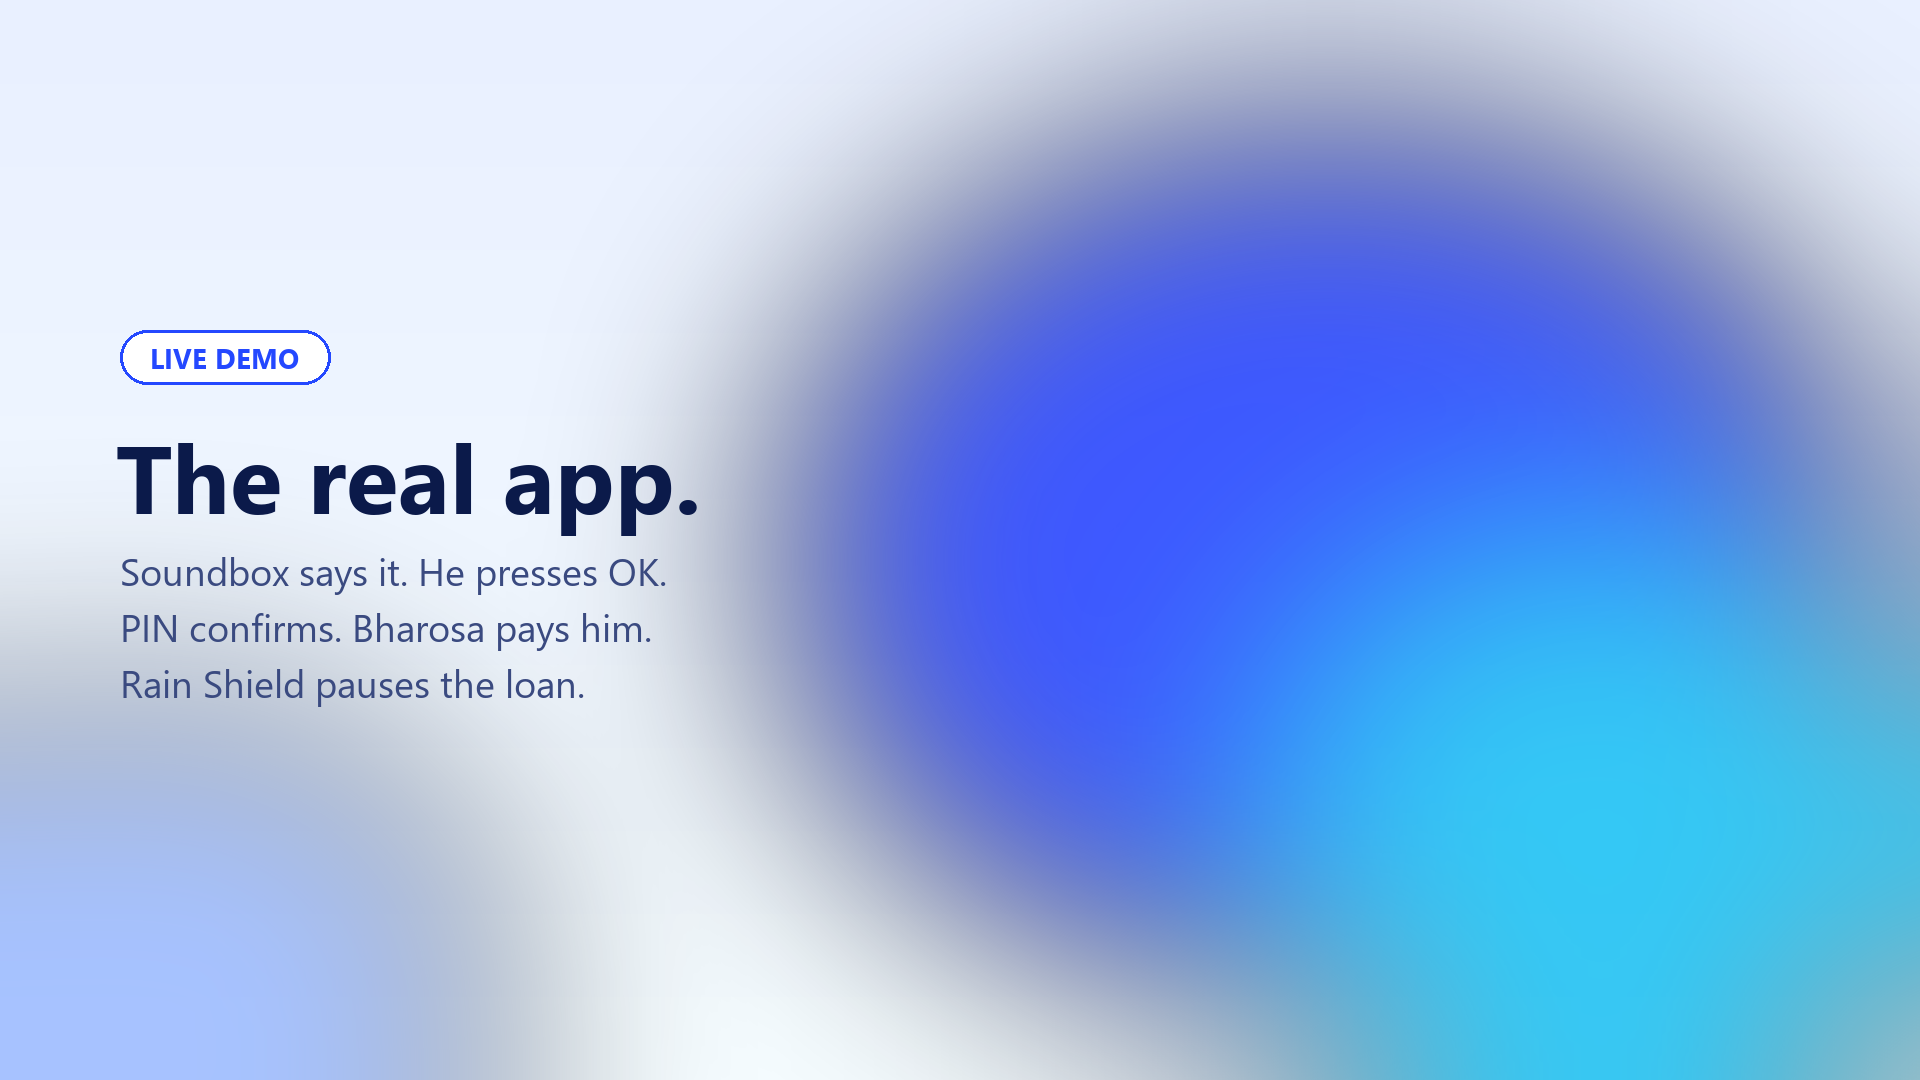 LIVE DEMO
The real app.
Soundbox says it. He presses OK.
PIN confirms. Bharosa pays him.
Rain Shield pauses the loan.